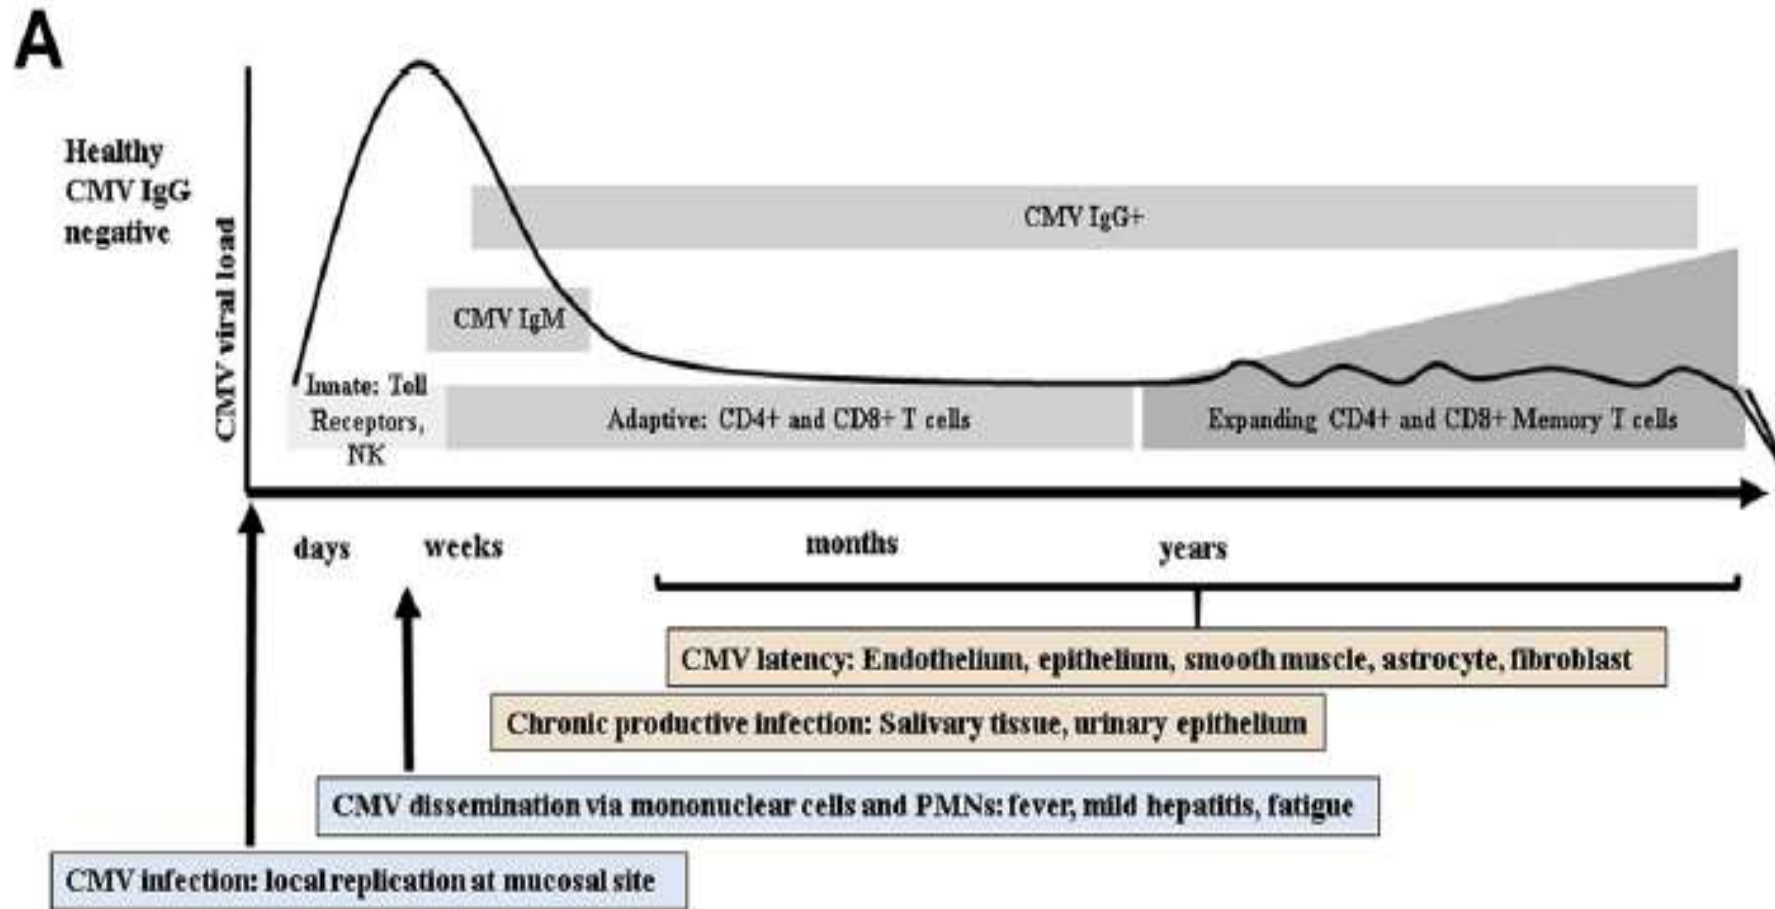 A
Healthy
CMV IgG
negative
CMV viral load
CMV IgG+
CMV IgM
Innate: Toll
Receptors,
NK
Adaptive: CD4+ and CD8+ T cells
Expanding CD4+ and CD8+ Memory T cells
days
weeks
months
years
CMV latency: Endothelium, epithelium, smooth muscle, astrocyte, fibroblast
Chronic productive infection: Salivary tissue, urinary epithelium
CMV dissemination via mononuclear cells and PMNs: fever, mild hepatitis, fatigue
CMV infection: local replication at mucosal site